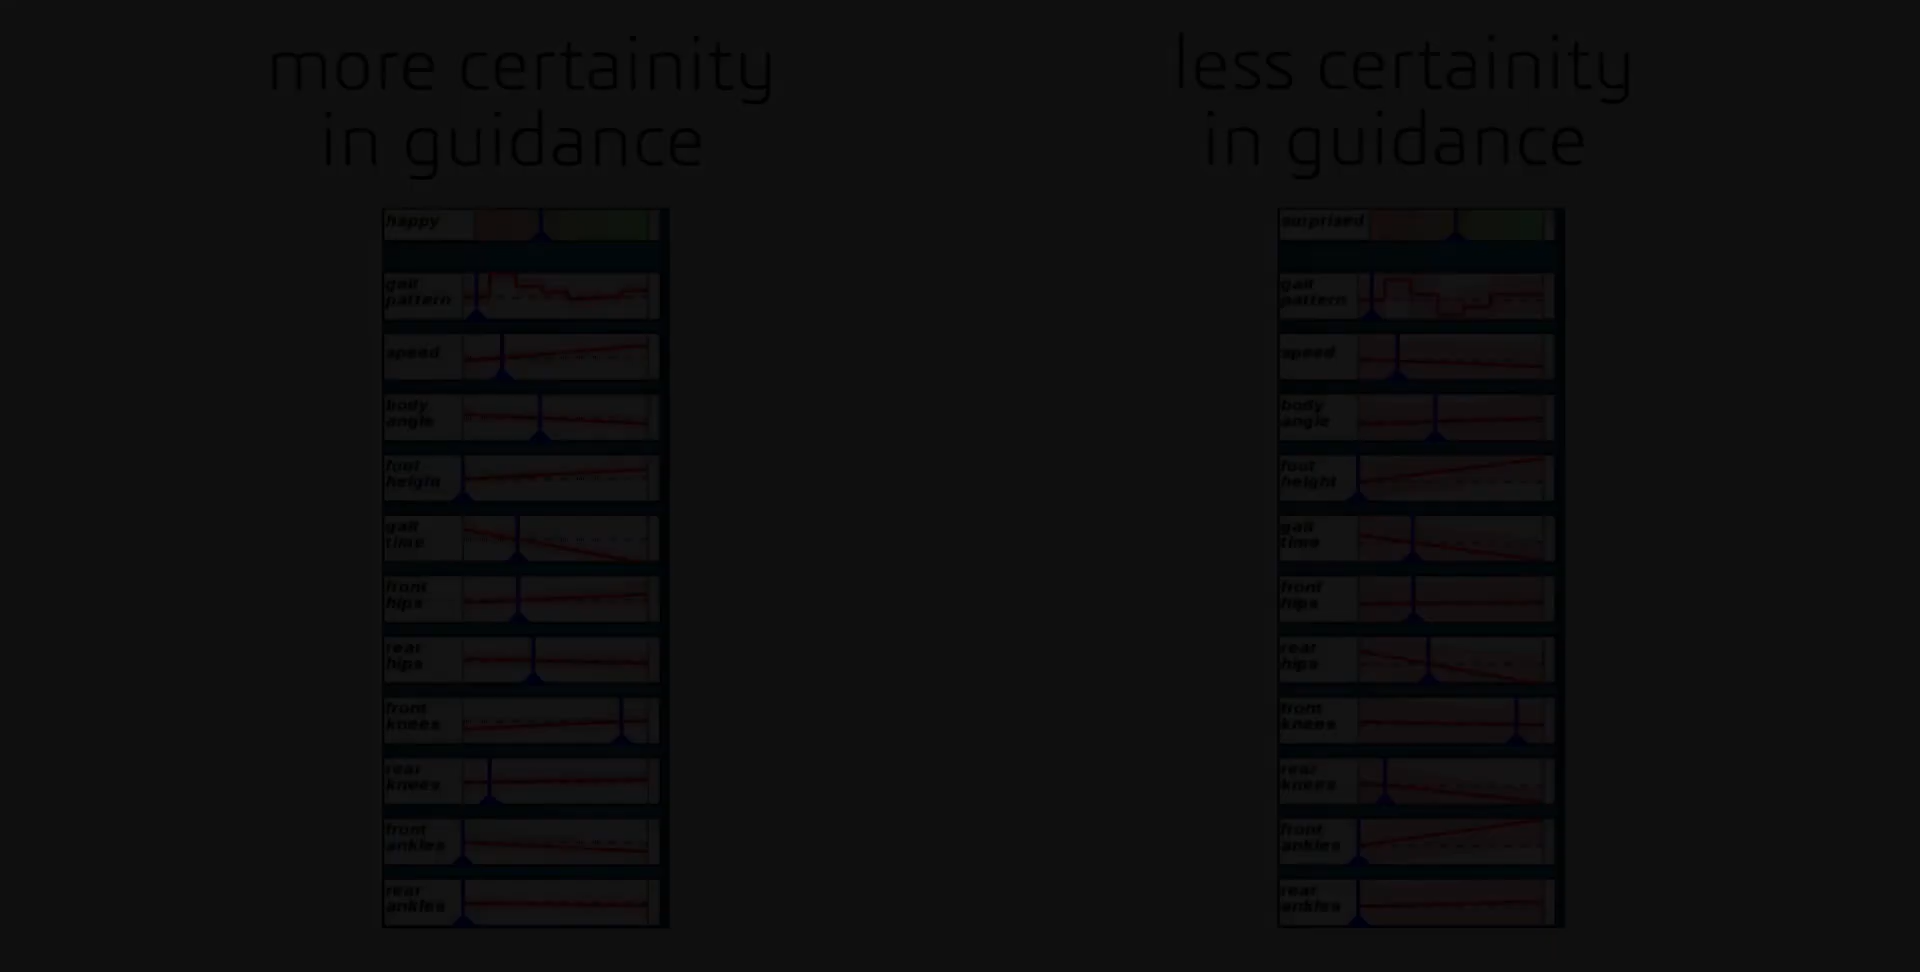 more certainity
in guidance
happy
gait
pattern
speed
body
angle
foot
height
gait
time
front
hips
rear
hips
front
knees
rear
knees
front
ankles
rear
ankles
less certainity
in guidance
surprised
gait
pattern
speed
body
angle
foot
height
gait
time
front
hips
rear
hips
front
knees
rear
knees
front
ankles
rear
ankles